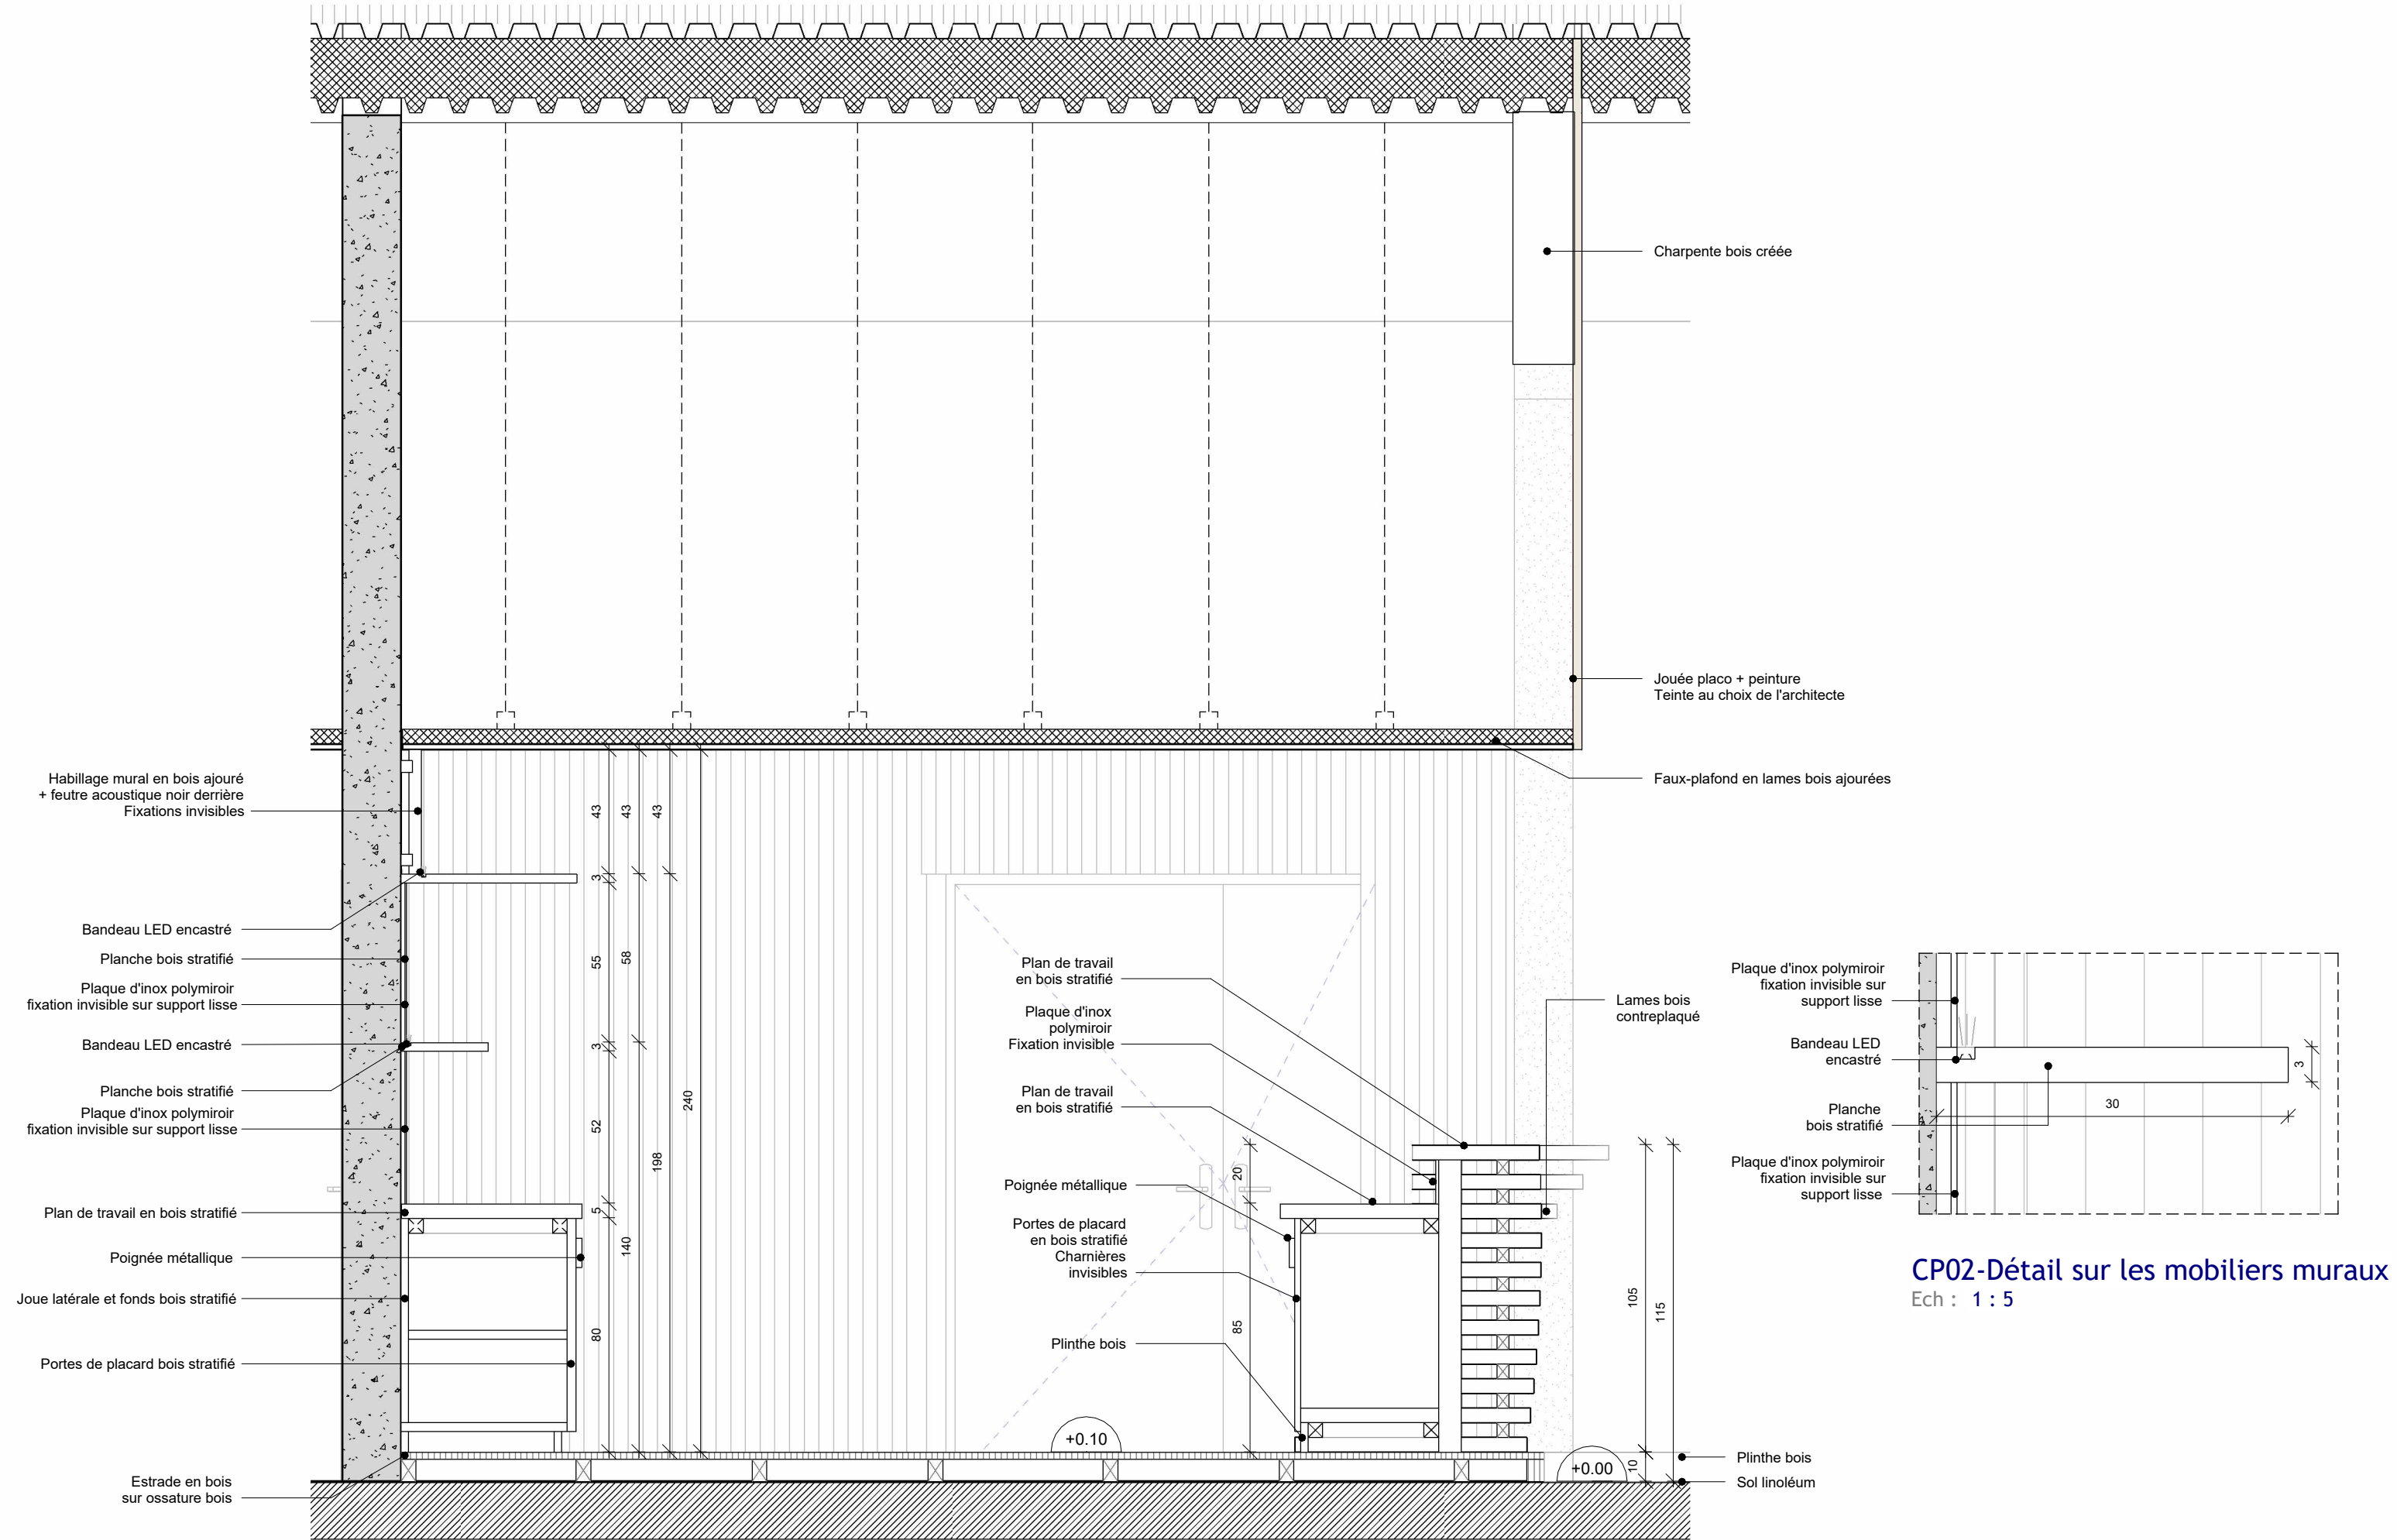 Charpente bois créée
Jouée placo + peinture
Teinte au choix de l'architecte
Faux-plafond en lames bois ajourées
Habillage mural en bois ajouré
+ feutre acoustique noir derrière
Fixations invisibles
Bandeau LED encastré
Planche bois stratifié
Plaque d'inox polymiroir
fixation invisible sur support lisse
Bandeau LED encastré
Planche bois stratifié
Plaque d'inox polymiroir
fixation invisible sur support lisse
Plan de travail en bois stratifié
Poignée métallique
Joue latérale et fonds bois stratifié
Portes de placard bois stratifié
Estrade en bois
sur ossature bois
43
43
43
3
55
58
3
52
240
198
5
140
80
Plan de travail
en bois stratifié
Plaque d'inox
polymiroir
Fixation invisible
Plan de travail
en bois stratifié
Poignée métallique
Portes de placard
en bois stratifié
Charnières
invisibles
Plinthe bois
20
85
+0.10
Lames bois
contreplaqué
105
115
10
+0.00
Plinthe bois
Sol linoléum
Plaque d'inox polymiroir
fixation invisible sur
support lisse
Bandeau LED
encastré
Planche
bois stratifié
Plaque d'inox polymiroir
fixation invisible sur
support lisse
3
30
CP02-Détail sur les mobiliers muraux
Ech : 1 : 5